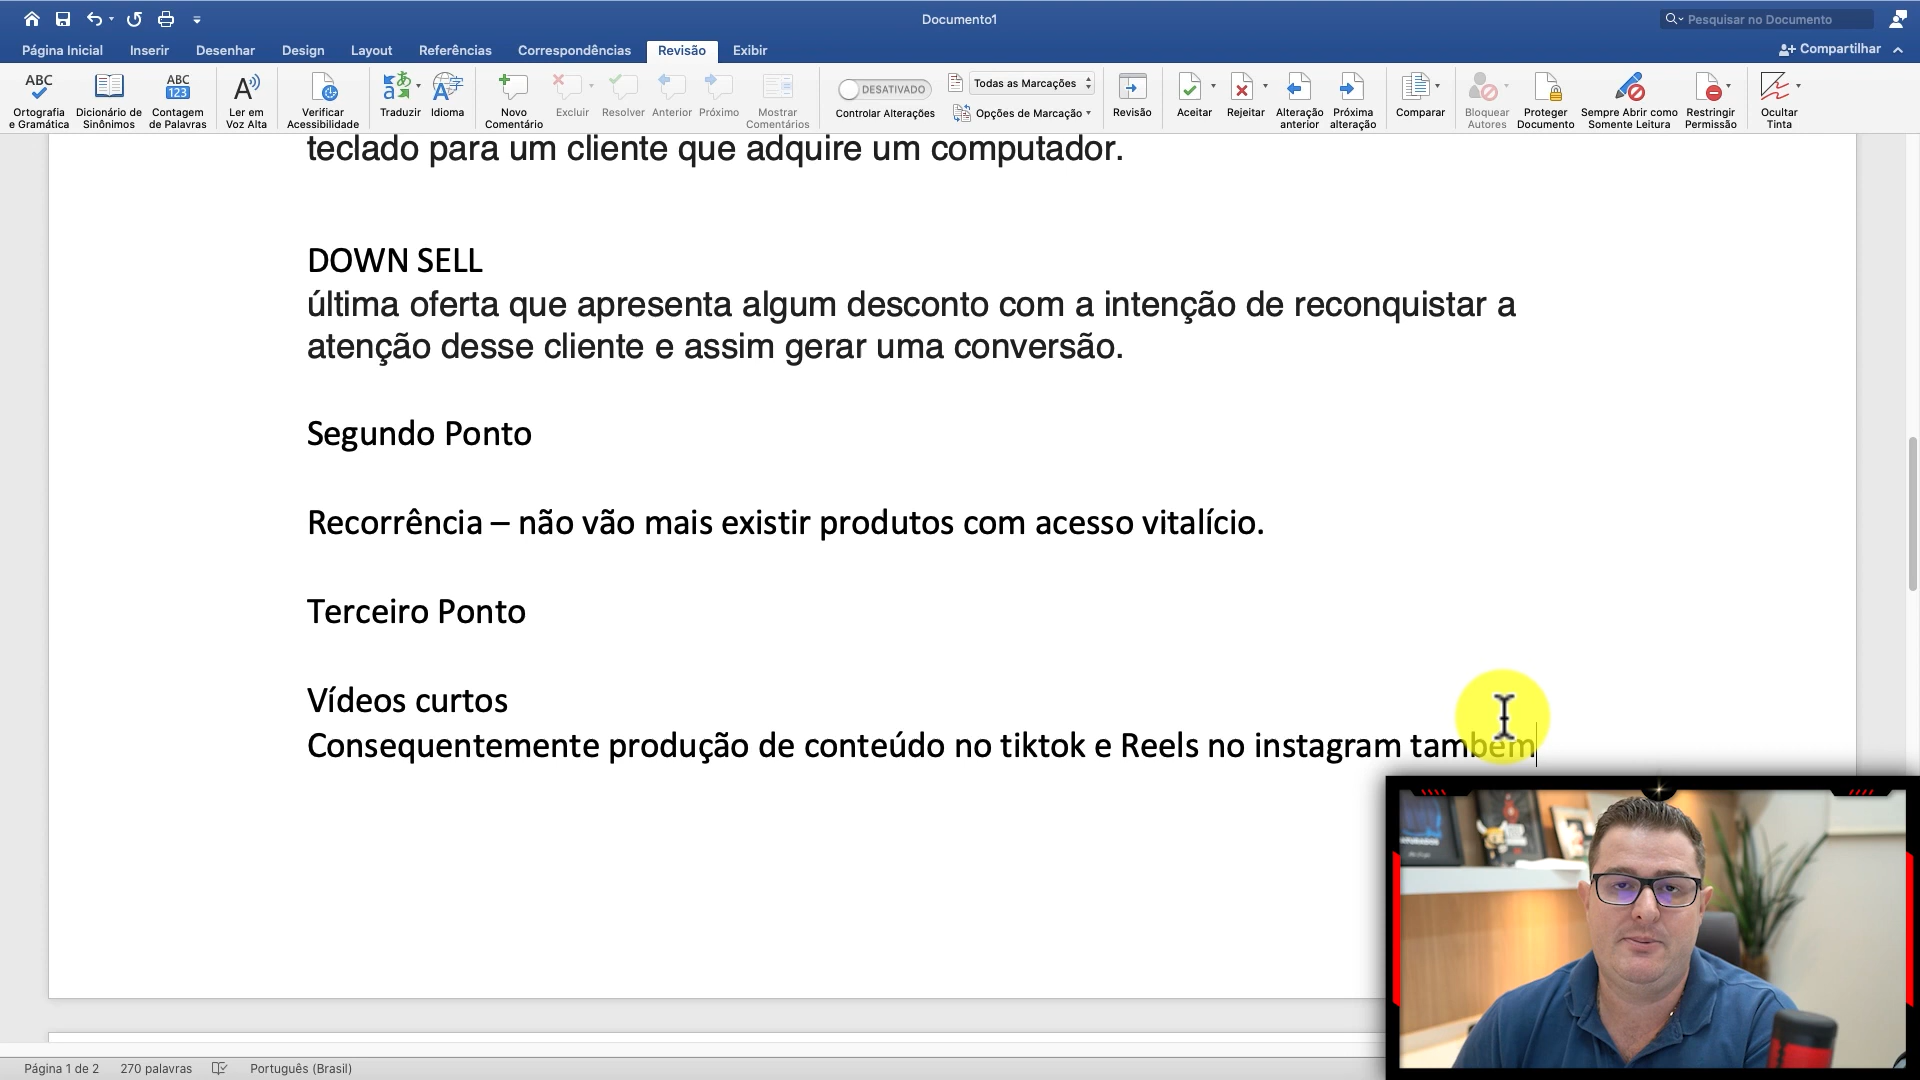 Documento1
Pesquisar no Documento
Página Inicial
Inserir
Desenhar
Design
Layout
Referências
Correspondências
Revisão
Exibir
Compartilhar
ABC
Ortografia
e Gramática
Dicionário de
Sinônimos
ABC
123
Contagem
de Palavras
Ler em
Voz Alta
Verificar
Acessibilidade
Traduzir
Idioma
Novo
Comentário
Excluir
Resolver
Anterior
Próximo
Mostrar
Comentários
DESATIVADO
Controlar Alterações
Todas as Marcações
Opções de Marcação
Revisão
Aceitar
Rejeitar
Alteração
anterior
Próxima
alteração
Comparar
Bloquear
Autores
Proteger
Documento
Sempre Abrir como
Somente Leitura
Restringir
Permissão
Ocultar
Tinta
teclado para um cliente que adquire um computador.
DOWN SELL
última oferta que apresenta algum desconto com a intenção de reconquistar a
atenção desse cliente e assim gerar uma conversão.
Segundo Ponto
Recorrência – não vão mais existir produtos com acesso vitalício.
Terceiro Ponto
Vídeos curtos
Consequentemente produção de conteúdo no tiktok e Reels no instagram também
Página 1 de 2
270 palavras
Português (Brasil)